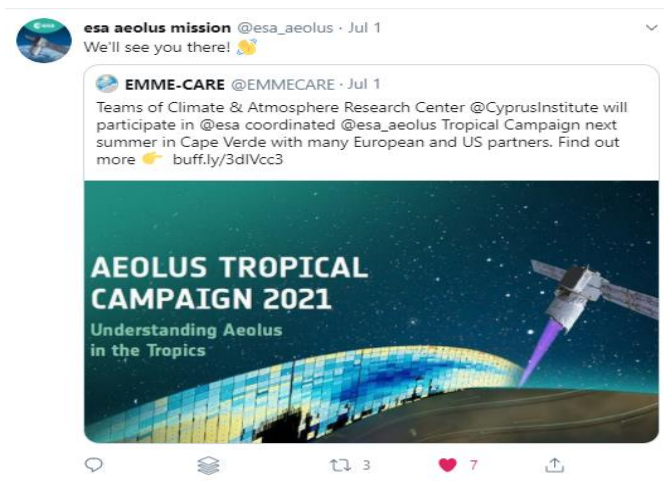 esa aeolus mission @esa_aeolus · Jul 1
We'll see you there! 👋
EMME-CARE @EMMECARE · Jul 1
Teams of Climate & Atmosphere Research Center @CyprusInstitute will
participate in @esa coordinated @esa_aeolus Tropical Campaign next
summer in Cape Verde with many European and US partners. Find out
more 👉 buff.ly/3dIVcc3
AEOLUS TROPICAL
CAMPAIGN 2021
Understanding Aeolus
in the Tropics
3 7